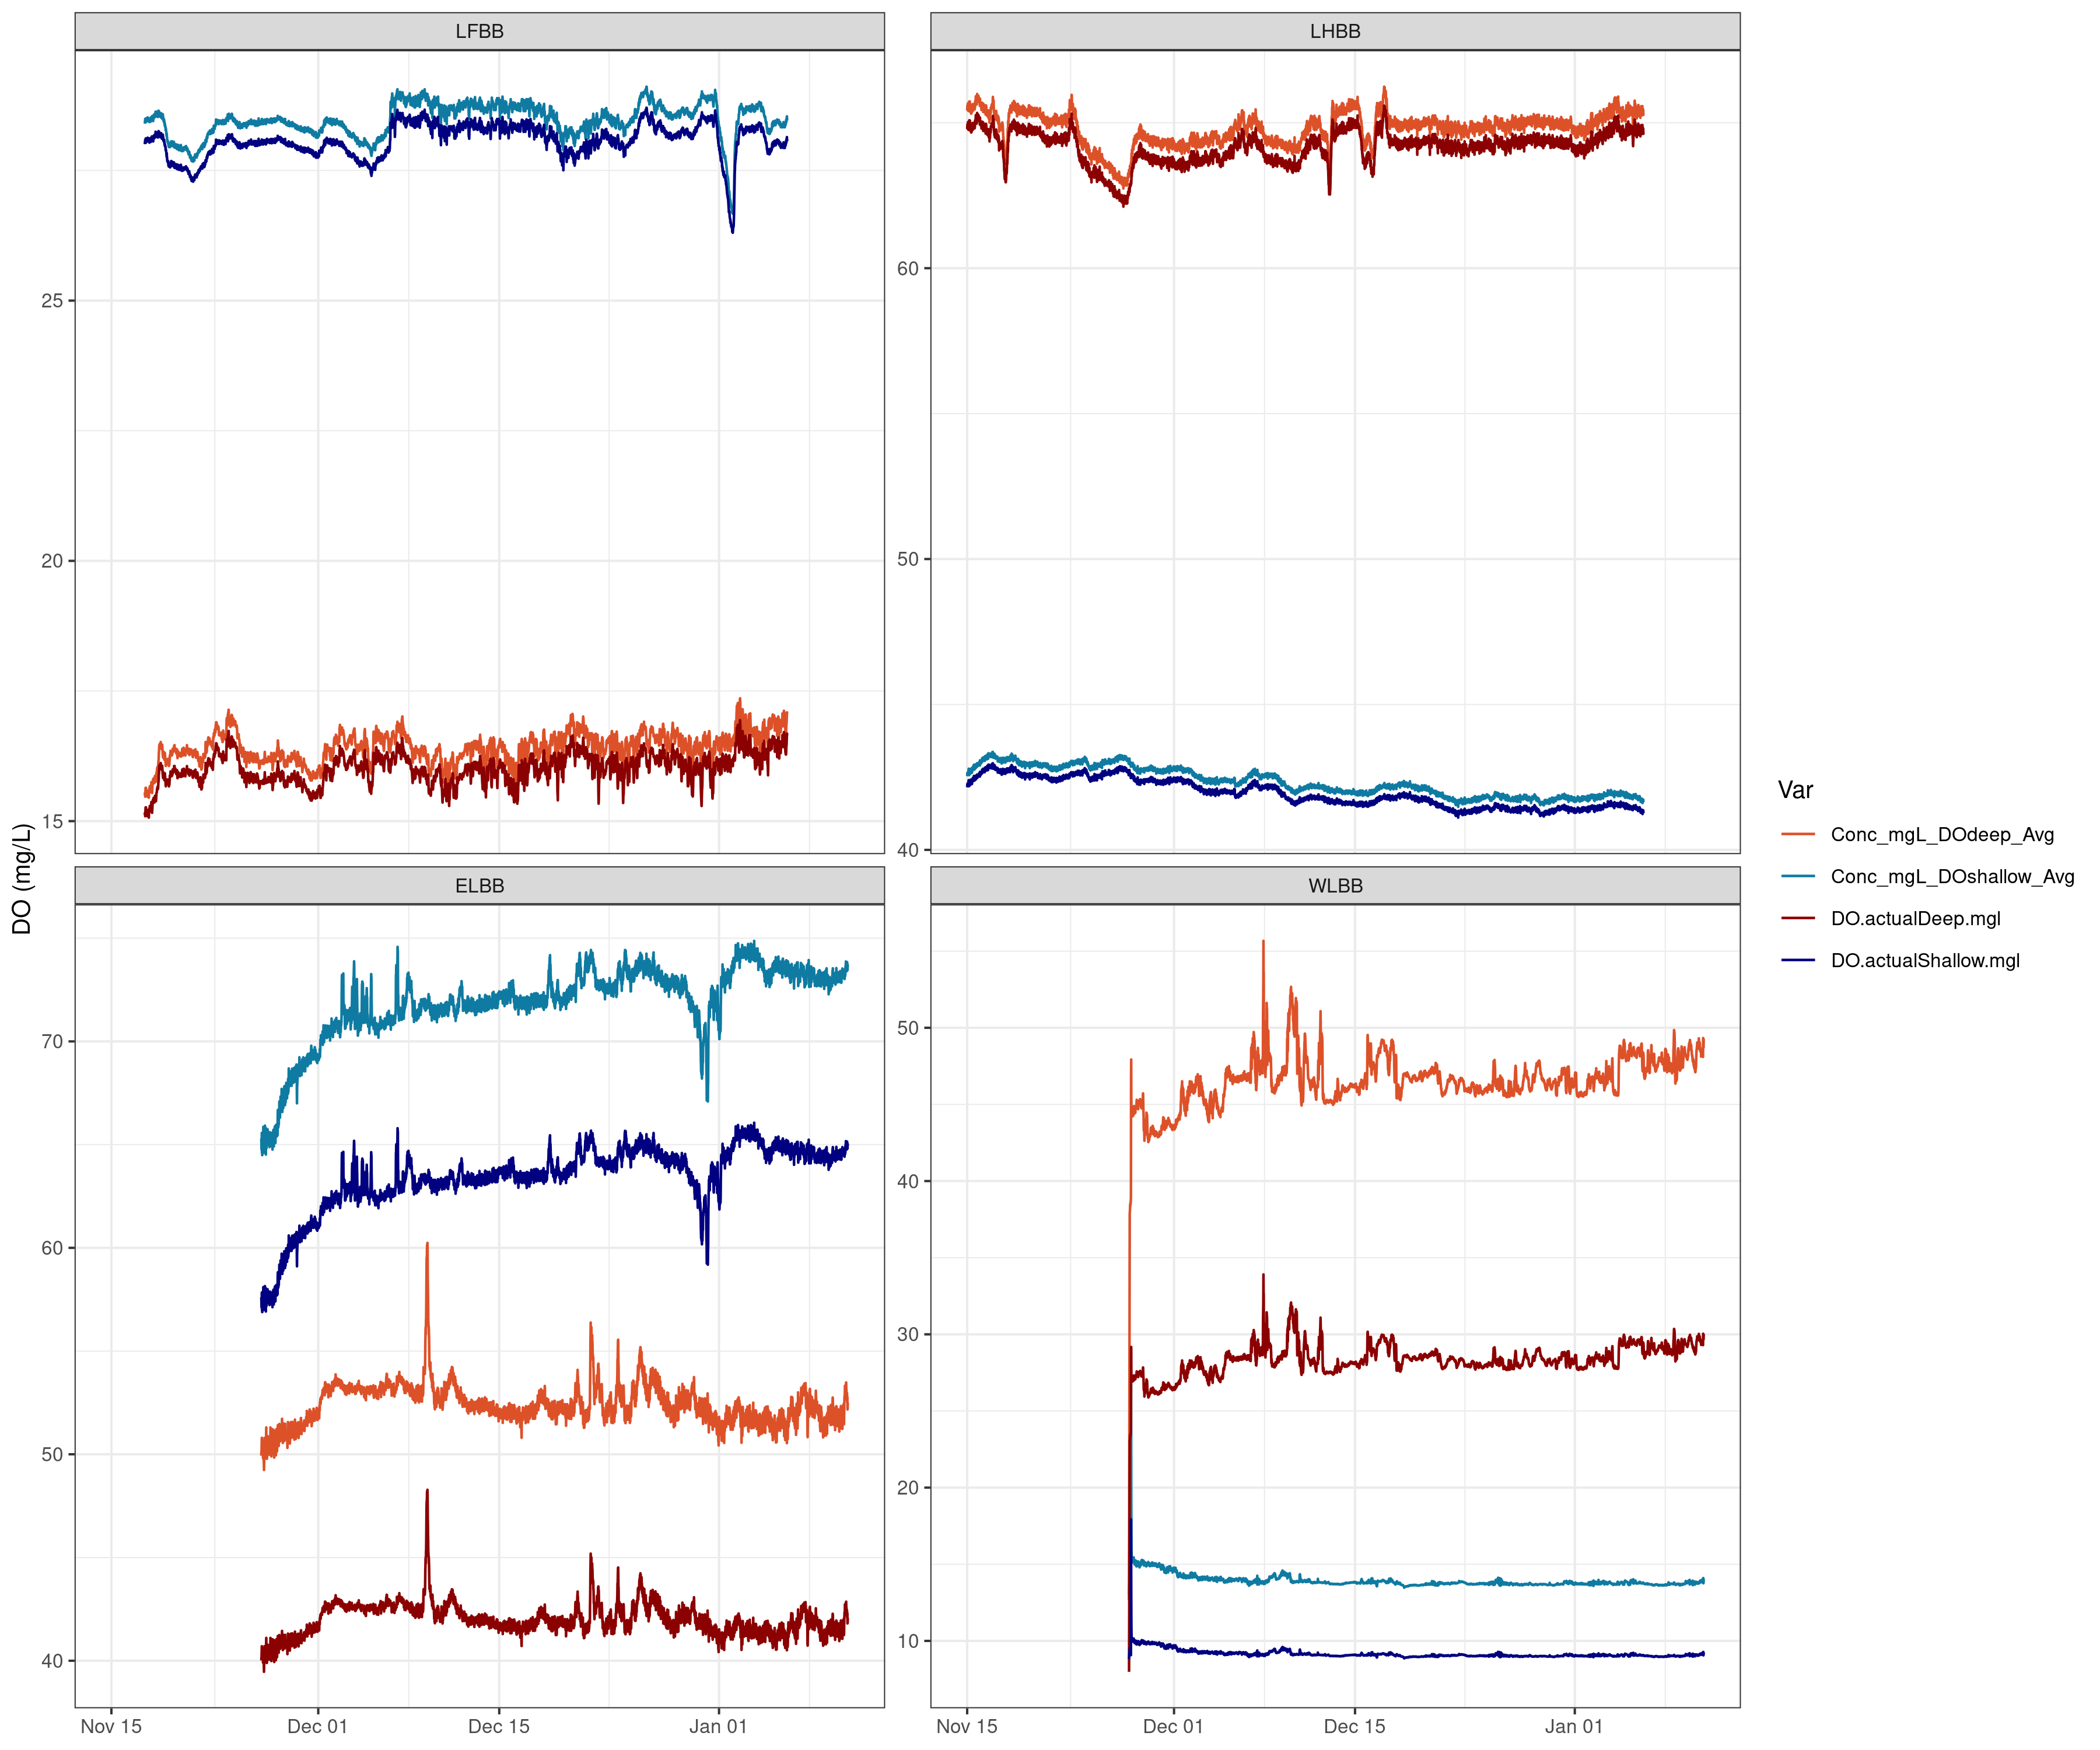 LFBB
LHBB
25
20
15
60
50
40
DO (mg/L)
ELBB
WLBB
70
60
50
40
50
40
30
20
10
Nov 15
Dec 01
Dec 15
Jan 01
Nov 15
Dec 01
Dec 15
Jan 01
Var
Conc_mgL_DOdeep_Avg
Conc_mgL_DOshallow_Avg
DO.actualDeep.mgl
DO.actualShallow.mgl